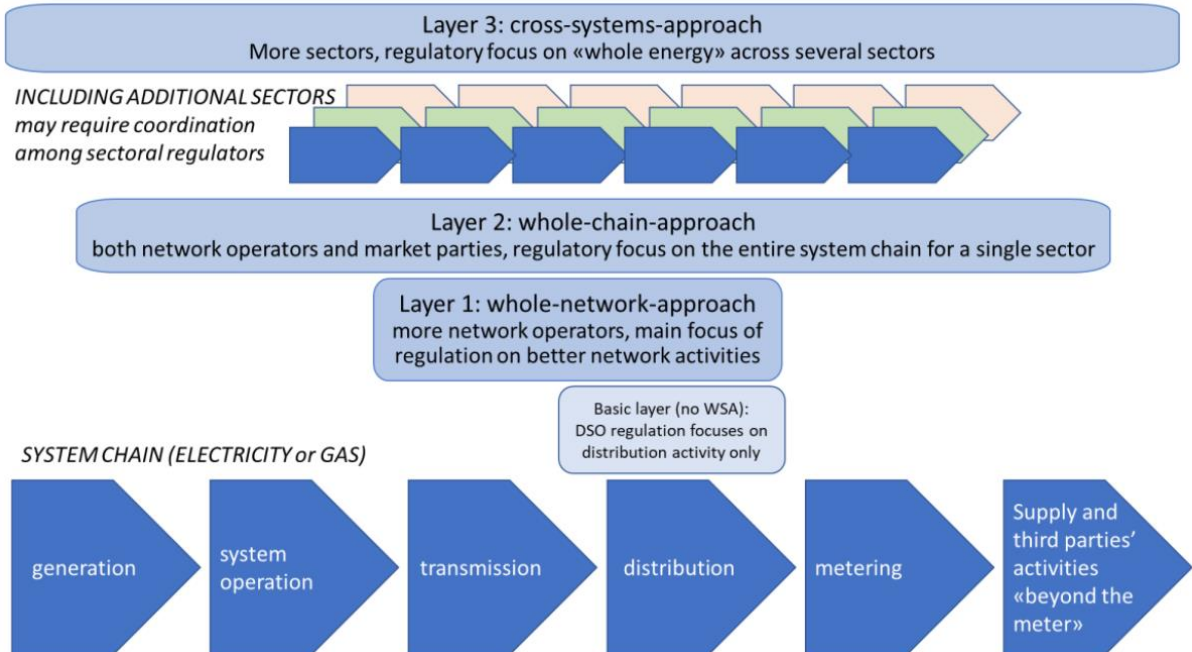 Layer 3: cross-systems-approach
More sectors, regulatory focus on «whole energy» across several sectors
INCLUDING ADDITIONAL SECTORS
may require coordination
among sectoral regulators
Layer 2: whole-chain-approach
both network operators and market parties, regulatory focus on the entire system chain for a single sector
Layer 1: whole-network-approach
more network operators, main focus of
regulation on better network activities
Basic layer (no WSA):
DSO regulation focuses on
distribution activity only
SYSTEM CHAIN (ELECTRICITY or GAS)
generation
system
operation
transmission
distribution
metering
Supply and
third parties'
activities
«beyond the
meter»